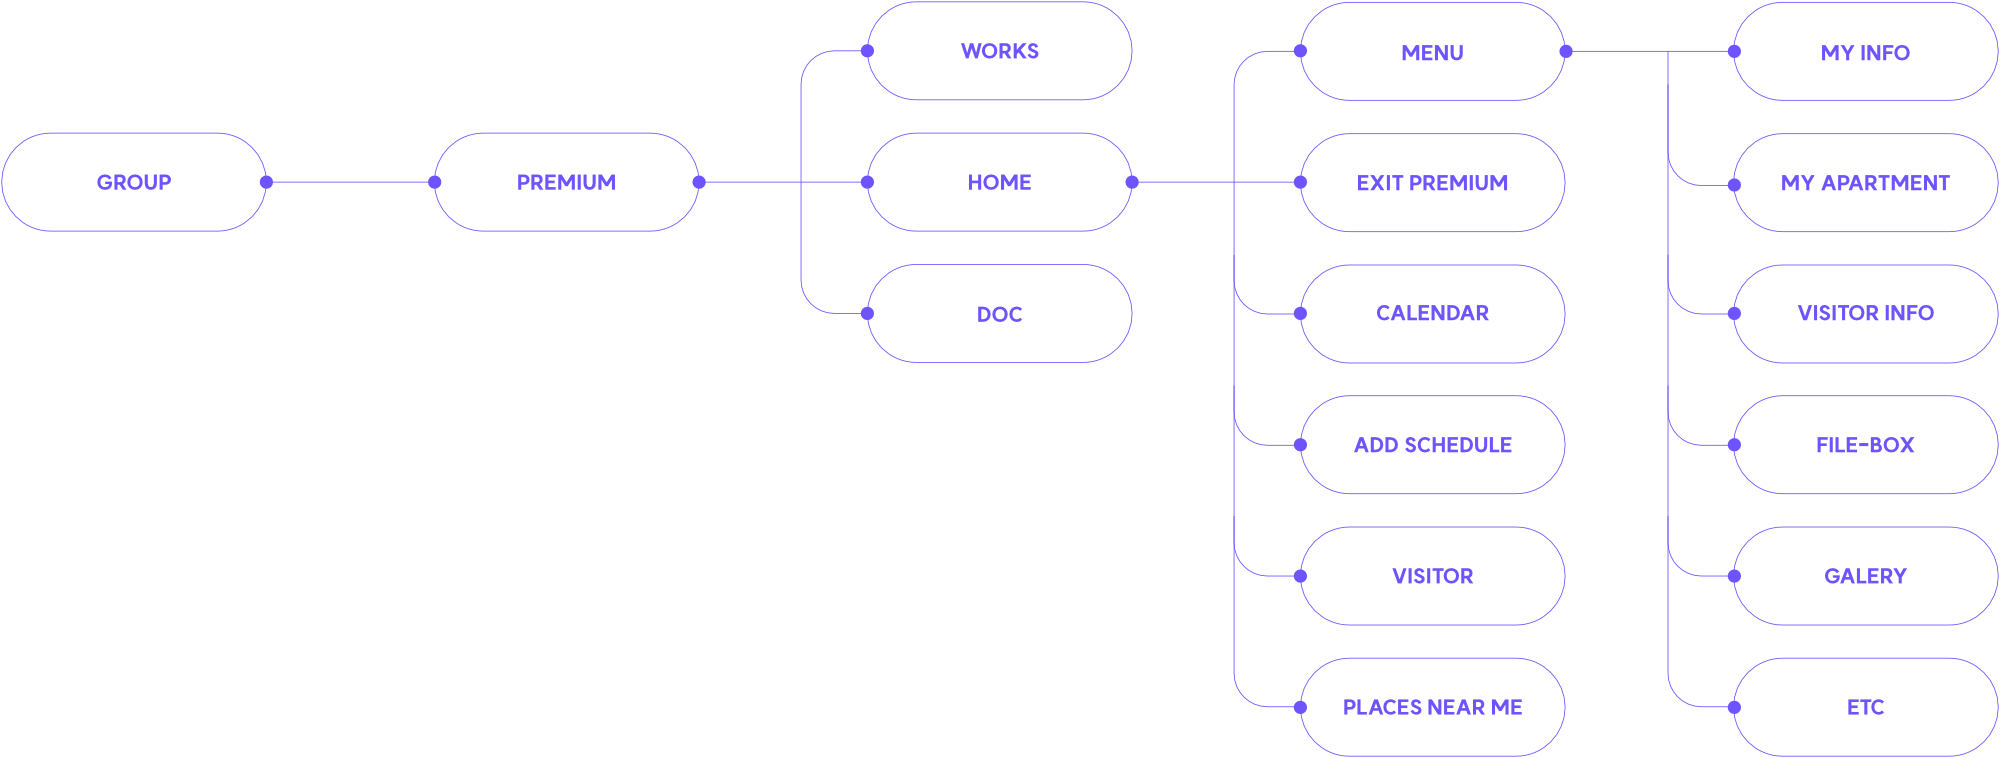 GROUP
PREMIUM
WORKS
HOME
DOC
MENU
EXIT PREMIUM
CALENDAR
ADD SCHEDULE
VISITOR
PLACES NEAR ME
MY INFO
MY APARTMENT
VISITOR INFO
FILE-BOX
GALERY
ETC